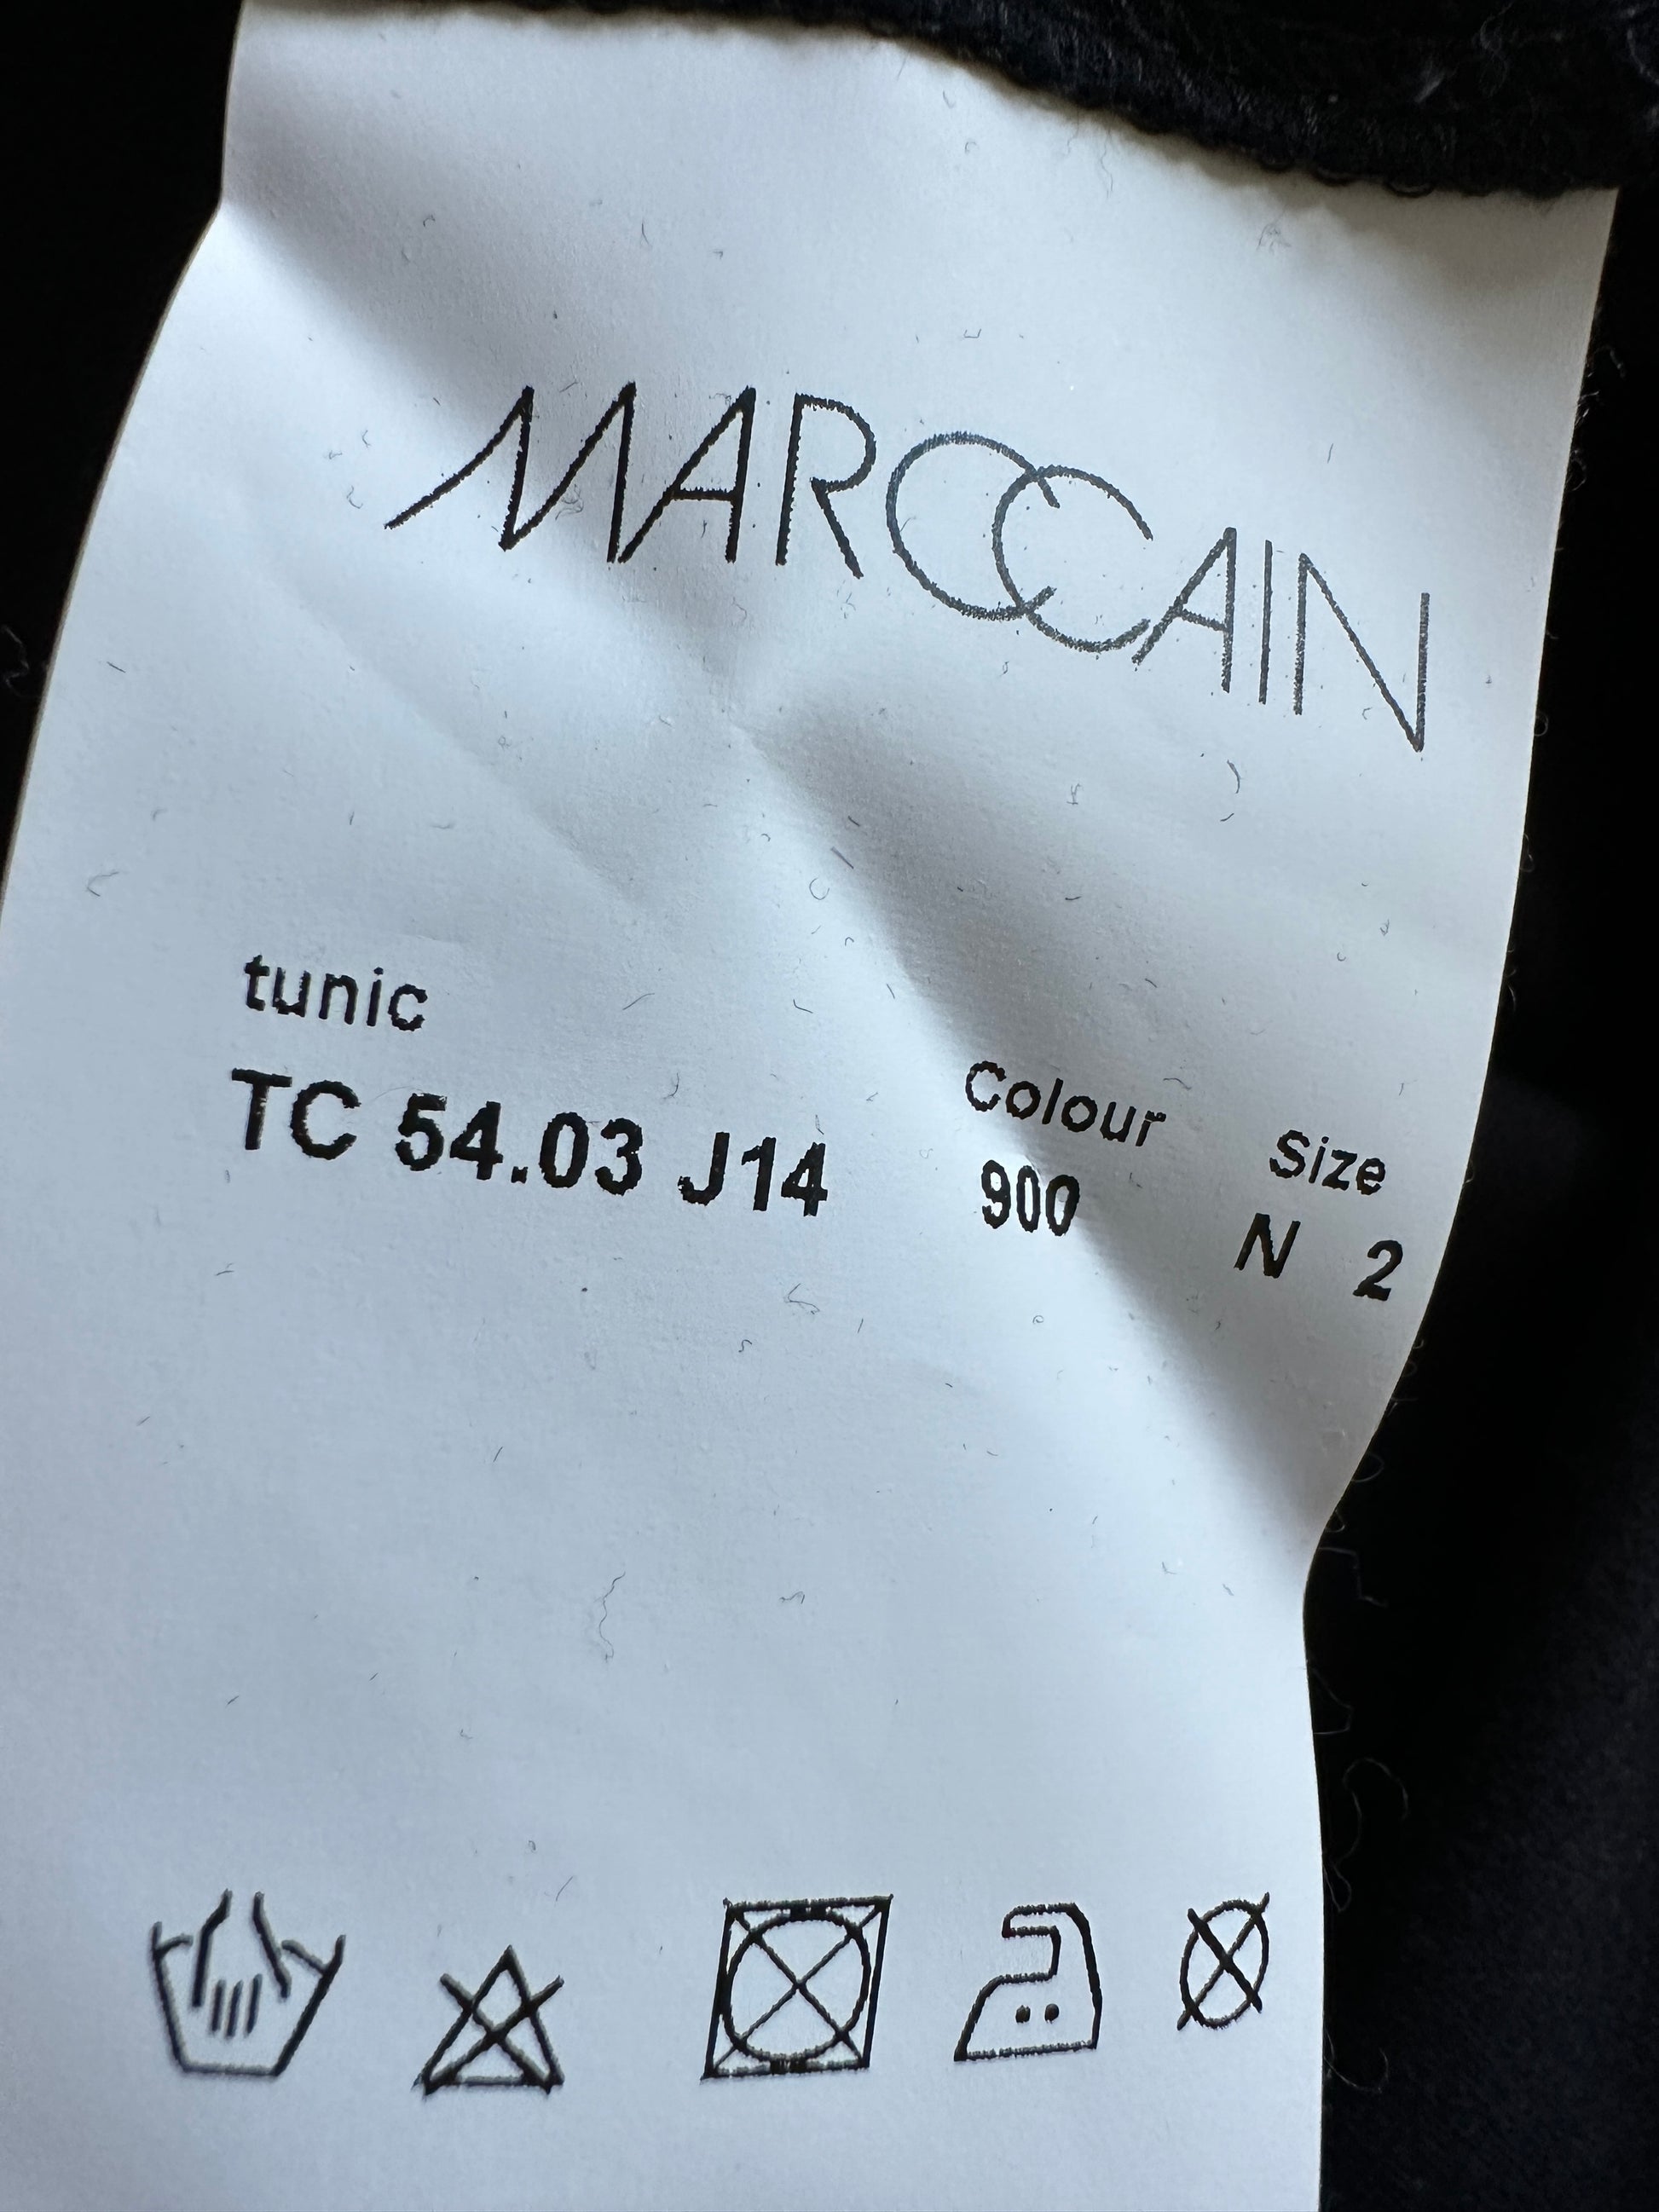 MARCCAIN
tunic
TC 54.03 J14
Colour
900
Size
N 2